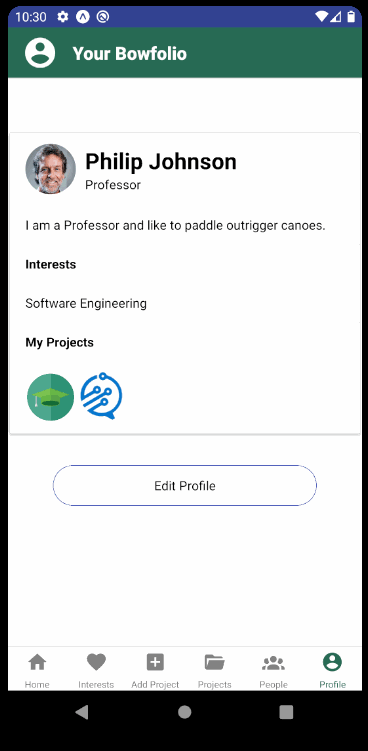 10:30
Your Bowfolio
Philip Johnson
Professor
I am a Professor and like to paddle outrigger canoes.
Interests
Software Engineering
My Projects
Edit Profile
Home Interests Add Project Projects People Profile